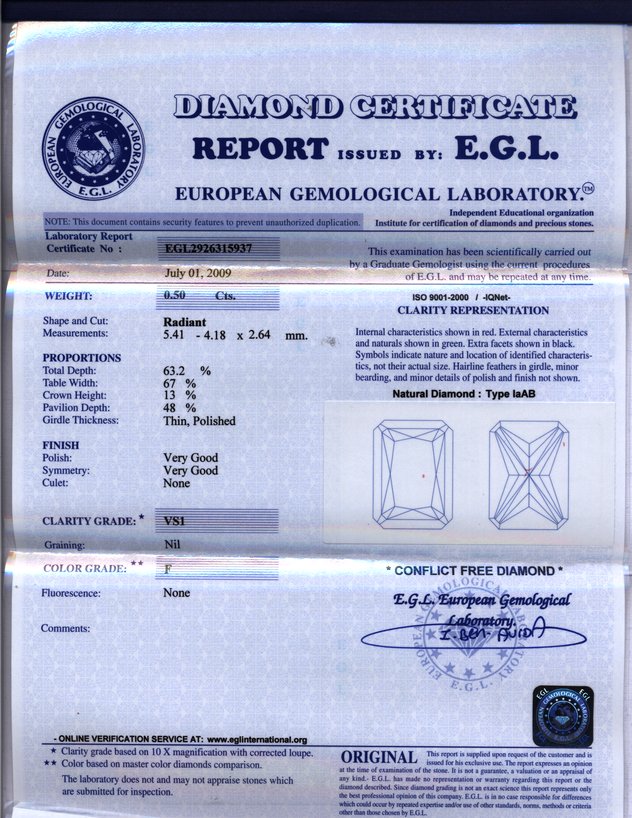 DIAMOND CERTIFICATE
REPORT ISSUED BY: E.G.L.
EUROPEAN GEMOLOGICAL LABORATORY.™
EUROPEAN GEMOLOGICAL LABORATORY
E.G.L.
Independent Educational organization
NOTE: This document contains security features to prevent unauthorized duplication.
Institute for certification of diamonds and precious stones.
Laboratory Report
Certificate No : EGL2926315937
This examination has been scientifically carried out
by a Graduate Gemologist using the current procedures
of E.G.L. and may be repeated at any time.
Date: July 01, 2009
WEIGHT: 0.50 Cts.
ISO 9001-2000 / -IQNet-
CLARITY REPRESENTATION
Shape and Cut: Radiant
Measurements: 5.41 - 4.18 x 2.64 mm.
Internal characteristics shown in red. External characteristics
and naturals shown in green. Extra facets shown in black.
Symbols indicate nature and location of identified characteris-
tics, not their actual size. Hairline feathers in girdle, minor
bearding, and minor details of polish and finish not shown.
PROPORTIONS
Total Depth: 63.2 %
Table Width: 67 %
Crown Height: 13 %
Pavilion Depth: 48 %
Girdle Thickness: Thin, Polished
Natural Diamond : Type IaAB
FINISH
Polish: Very Good
Symmetry: Very Good
Culet: None
CLARITY GRADE: * VS1
Graining: Nil
COLOR GRADE: ** F
* CONFLICT FREE DIAMOND *
Fluorescence: None
E.G.L. European Gemological
Laboratory.
I. BEN-AVIDA
EUROPEAN GEMOLOGICAL LABORATORY
E.G.L.
Comments:
EGL EGL
- ONLINE VERIFICATION SERVICE AT: www.eglinternational.org
* Clarity grade based on 10 X magnification with corrected loupe.
** Color based on master color diamonds comparison.
The laboratory does not and may not appraise stones which
are submitted for inspection.
ORIGINAL This report is supplied upon request of the customer and is
issued for his exclusive use. The report expresses an opinion
at the time of examination of the stone. It is not a guarantee, a valuation or an appraisal of
any kind.- E.G.L. has made no representation or warranty regarding this report or the
diamond described. Since diamond grading is not an exact science this report represents only
the best professional opinion of this company. E.G.L. is in no case responsible for differences
which could occur by repeated expertise and/or use of other standards, norms, methods or criteria
other than those chosen by E.G.L.